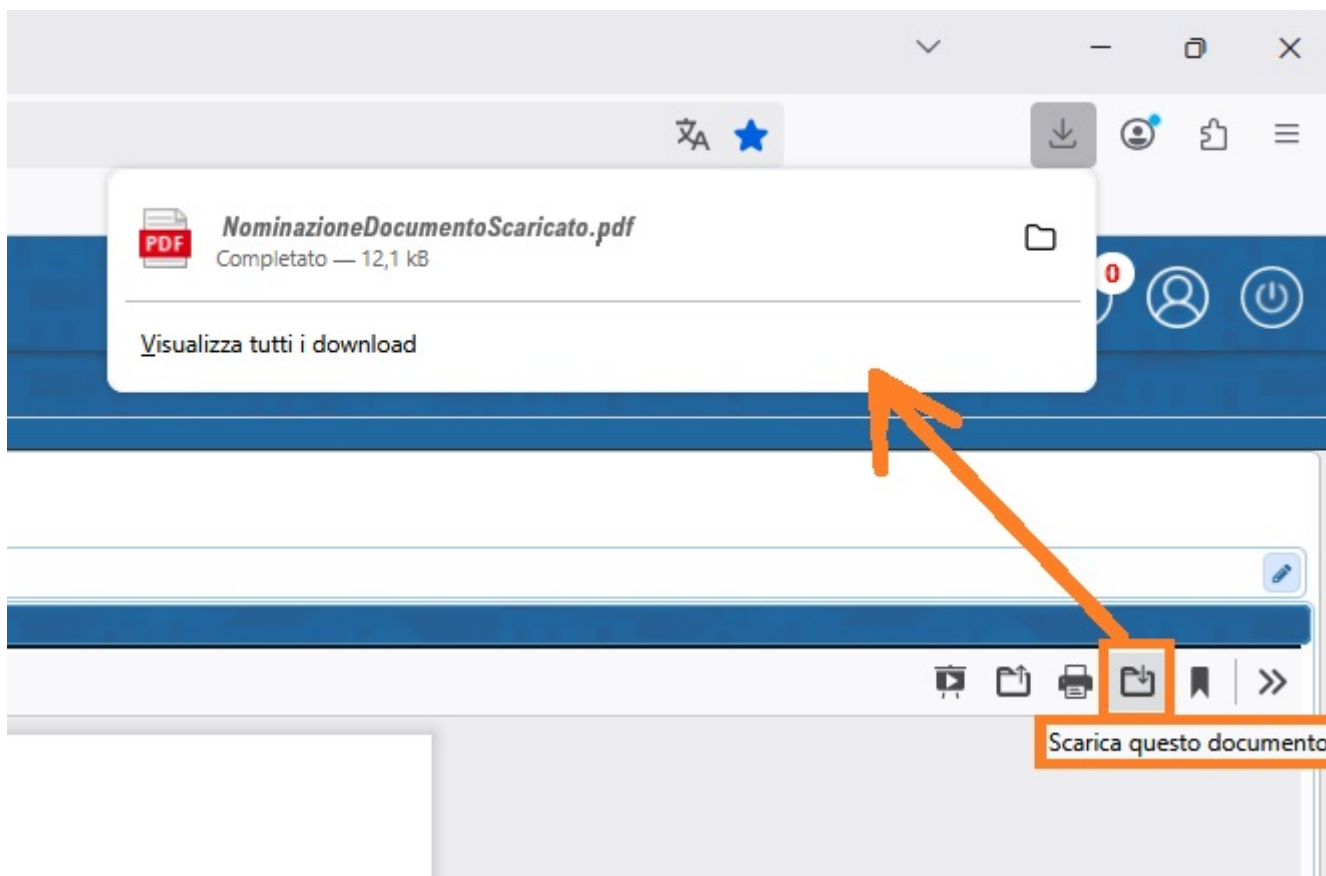 NominazioneDocumentoScaricato.pdf
PDF
Completato — 12,1 kB
Visualizza tutti i download
0
Scarica questo documento